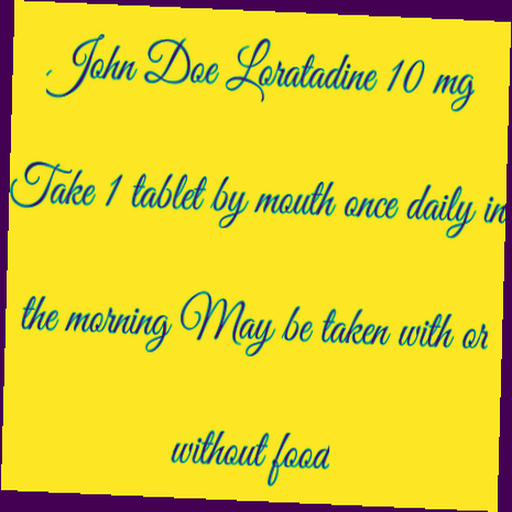 John Doe Loratadine 10 mg
Take 1 tablet by mouth once daily in
the morning May be taken with or
without food